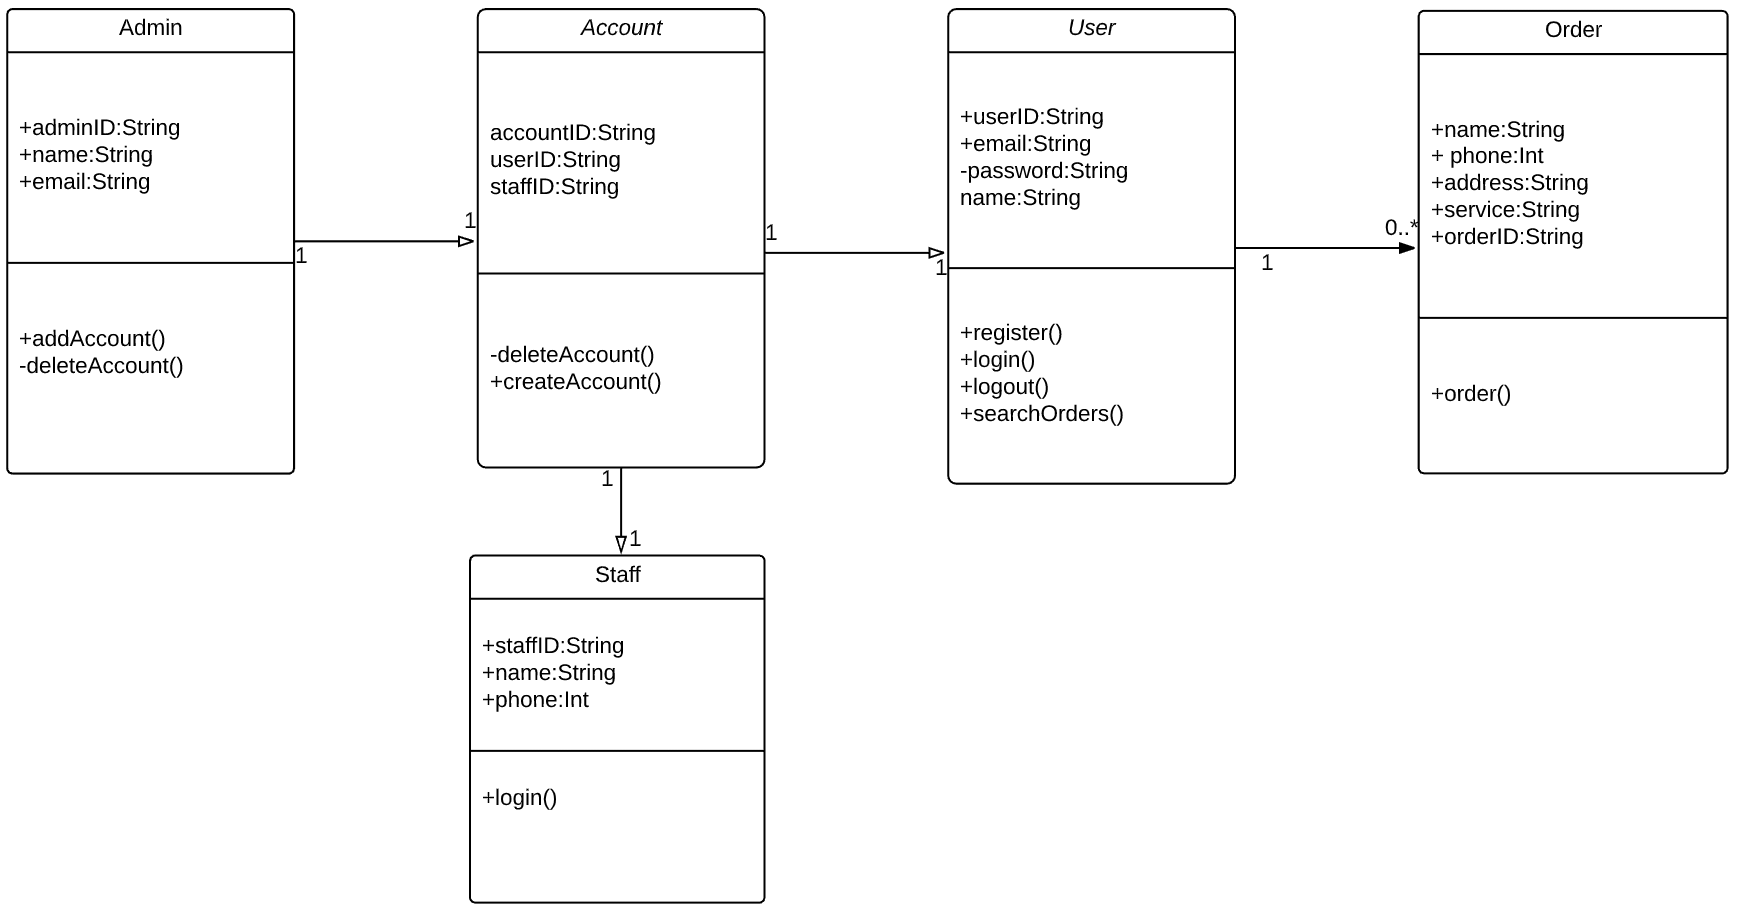 Admin
+adminID:String
+name:String
+email:String
+addAccount()
-deleteAccount()
1
1
Account
accountID:String
userID:String
staffID:String
-deleteAccount()
+createAccount()
1
1
User
+userID:String
+email:String
-password:String
name:String
+register()
+login()
+logout()
+searchOrders()
1
0..*
Order
+name:String
+ phone:Int
+address:String
+service:String
+orderID:String
+order()
1
1
Staff
+staffID:String
+name:String
+phone:Int
+login()